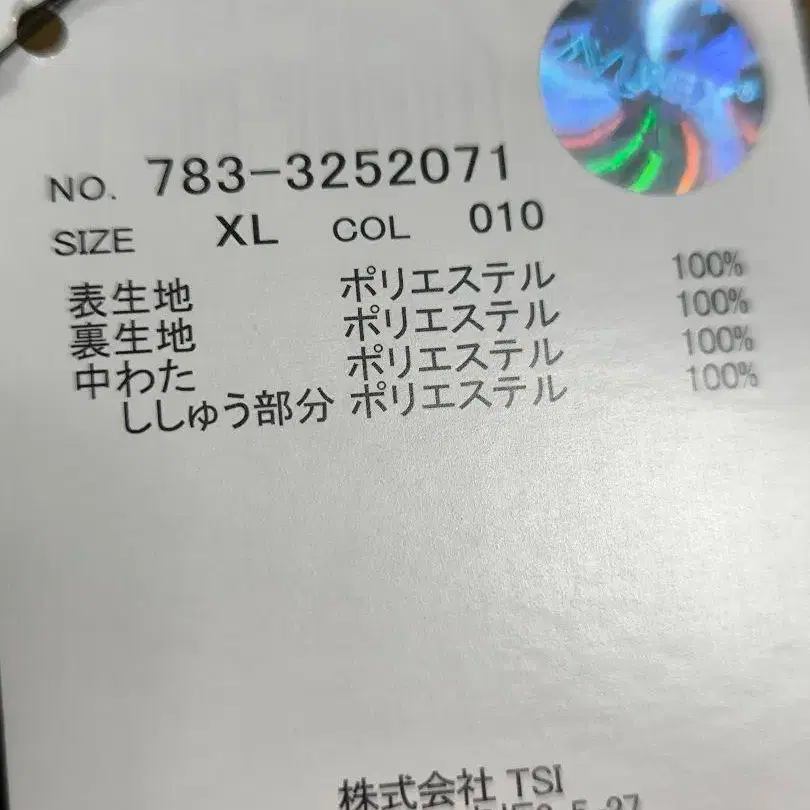 AVIREX
NO. 783-3252071
SIZE XL COL 010
表生地 ポリエステル 100%
裏生地 ポリエステル 100%
中わた ポリエステル 100%
ししゅう部分 ポリエステル 100%
株式会社 TSI